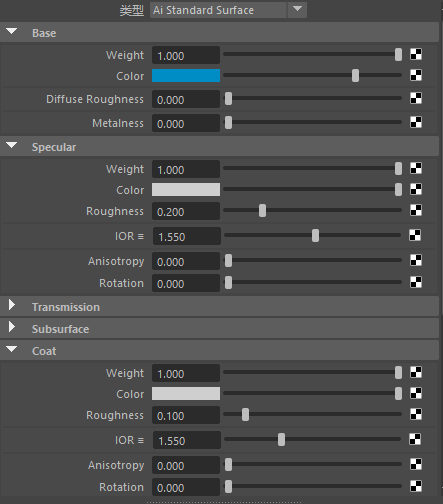 类型 Ai Standard Surface
Base
Weight 1.000
Color
Diffuse Roughness 0.000
Metalness 0.000
Specular
Weight 1.000
Color
Roughness 0.200
IOR ≡ 1.550
Anisotropy 0.000
Rotation 0.000
Transmission
Subsurface
Coat
Weight 1.000
Color
Roughness 0.100
IOR ≡ 1.550
Anisotropy 0.000
Rotation 0.000